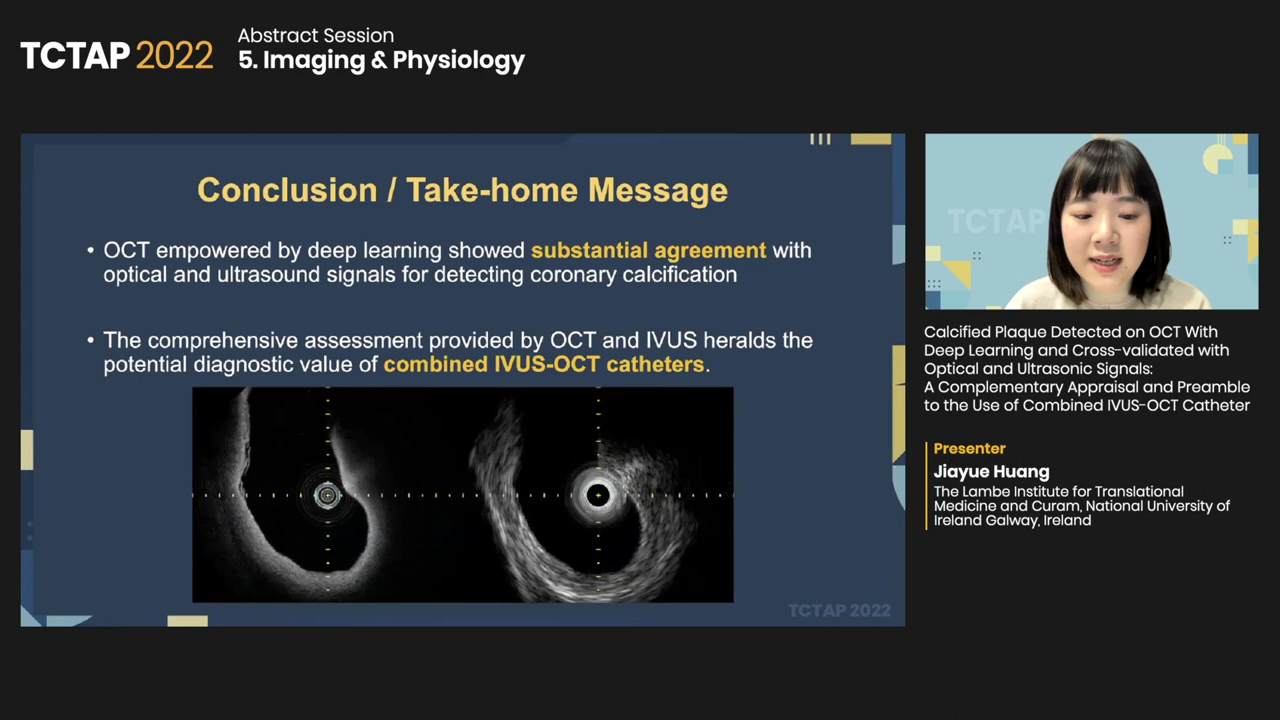 TCTAP 2022
Abstract Session
5. Imaging & Physiology
Conclusion / Take-home Message
• OCT empowered by deep learning showed substantial agreement with
optical and ultrasound signals for detecting coronary calcification
• The comprehensive assessment provided by OCT and IVUS heralds the
potential diagnostic value of combined IVUS-OCT catheters.
TCTAP 2022
TCTAP
Calcified Plaque Detected on OCT With
Deep Learning and Cross-validated with
Optical and Ultrasonic Signals:
A Complementary Appraisal and Preamble
to the Use of Combined IVUS-OCT Catheter
Presenter
Jiayue Huang
The Lambe Institute for Translational
Medicine and Curam, National University of
Ireland Galway, Ireland